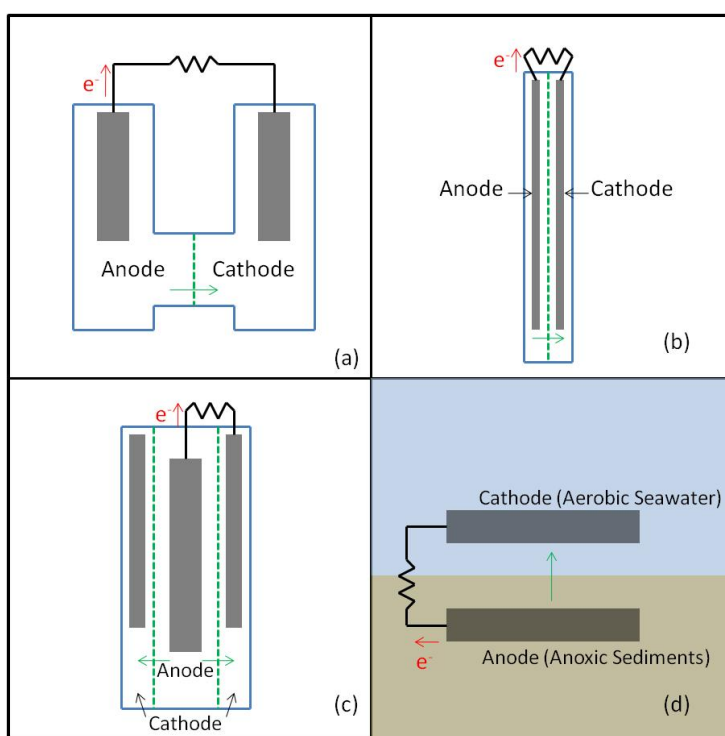 e⁻
Anode
Cathode
(a)
e⁻
Anode
Cathode
(b)
e⁻
Anode
Cathode
(c)
Cathode (Aerobic Seawater)
e⁻
Anode (Anoxic Sediments)
(d)